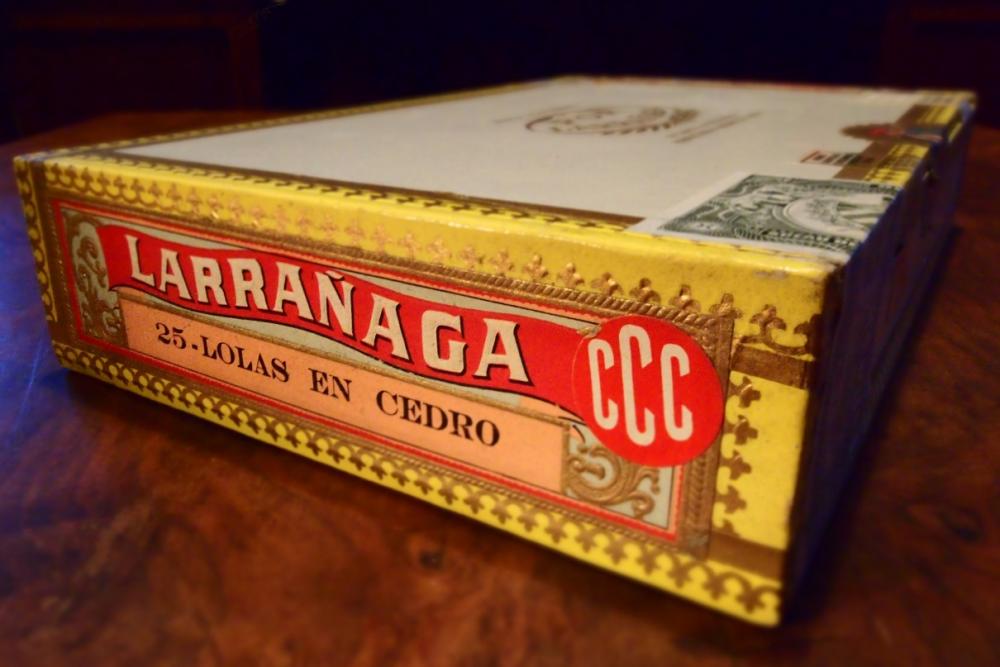 LARRAÑAGA
CCC
25-LOLAS EN CEDRO